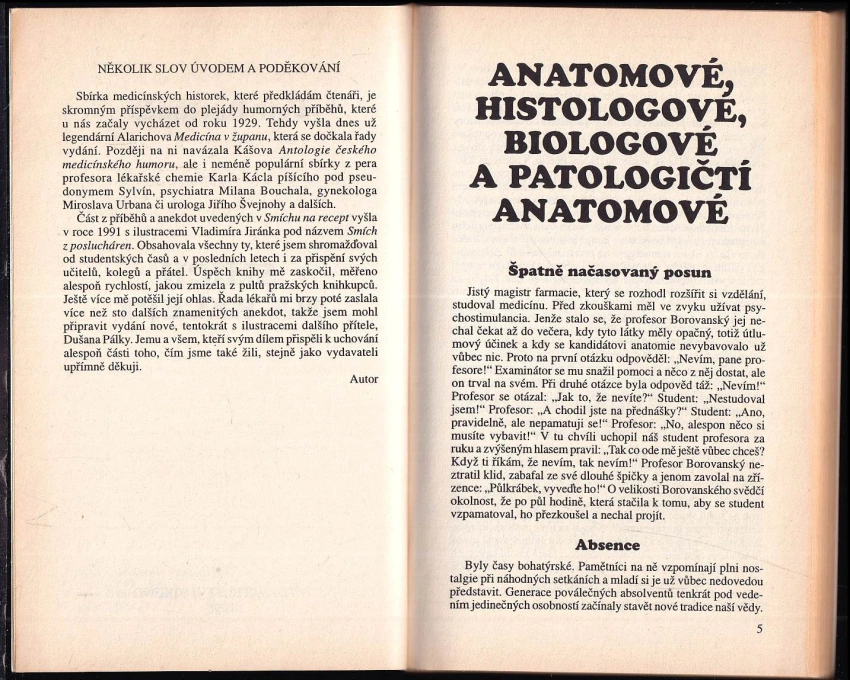 NĚKOLIK SLOV ÚVODEM A PODĚKOVÁNÍ
Sbírka medicínských historek, které předkládám čtenáři, je
skromným příspěvkem do plejády humorných příběhů, které
u nás začaly vycházet od roku 1929. Tehdy vyšla dnes už
legendární Alarichova Medicína v županu, která se dočkala řady
vydání. Později na ni navázala Kášova Antologie českého
medicínského humoru, ale i neméně populární sbírky z pera
profesora lékařské chemie Karla Kácla píšícího pod pseu-
donymem Sylvín, psychiatra Milana Bouchala, gynekologa
Miroslava Urbana či urologa Jiřího Švejnohy a dalších.
Část z příběhů a anekdot uvedených v Smíchu na recept vyšla
v roce 1991 s ilustracemi Vladimíra Jiránka pod názvem Smích
z poslucháren. Obsahovala všechny ty, které jsem shromažďoval
od studentských časů a v posledních letech i za přispění svých
učitelů, kolegů a přátel. Úspěch knihy mě zaskočil, měřeno
alespoň rychlostí, jakou zmizela z pultů pražských knihkupců.
Ještě více mě potěšil její ohlas. Řada lékařů mi brzy poté zaslala
více než sto dalších znamenitých anekdot, takže jsem mohl
připravit vydání nové, tentokrát s ilustracemi dalšího přítele,
Dušana Pálky. Jemu a všem, kteří svým dílem přispěli k uchování
alespoň části toho, čím jsme také žili, stejně jako vydavateli
upřímně děkuji.
Autor
ANATOMOVÉ,
HISTOLOGOVÉ,
BIOLOGOVÉ
A PATOLOGIČTÍ
ANATOMOVÉ
Špatně načasovaný posun
Jistý magistr farmacie, který se rozhodl rozšířit si vzdělání,
studoval medicínu. Před zkouškami měl ve zvyku užívat psy-
chostimulancia. Jenže stalo se, že profesor Borovanský jej ne-
chal čekat až do večera, kdy tyto látky měly opačný, totiž útlu-
mový účinek a kdy se kandidátovi anatomie nevybavovalo už
vůbec nic. Proto na první otázku odpověděl: „Nevím, pane pro-
fesore!“ Examinátor se mu snažil pomoci a něco z něj dostat, ale
on trval na svém. Při druhé otázce byla odpověd táž: „Nevím!“
Profesor se otázal: „Jak to, že nevíte?“ Student: „Nestudoval
jsem!“ Profesor: „A chodil jste na přednášky?“ Student: „Ano,
pravidelně, ale nepamatuji se!“ Profesor: „No, alespon něco si
musíte vybavit!“ V tu chvíli uchopil náš student profesora za
ruku a zvýšeným hlasem pravil: „Tak co ode mě ještě vůbec chceš?
Když ti říkám, že nevím, tak nevím!“ Profesor Borovanský ne-
ztratil klid, zabafal ze své dlouhé špičky a jenom zavolal na zří-
zence: „Půlkrábek, vyveďte ho!“ O velikosti Borovanského svědčí
okolnost, že po půl hodině, která stačila k tomu, aby se student
vzpamatoval, ho přezkoušel a nechal projít.
Absence
Byly časy bohatýrské. Pamětníci na ně vzpomínají plni nos-
talgie při náhodných setkáních a mladí si je už vůbec nedovedou
představit. Generace poválečných absolventů tenkrát pod vede-
ním jedinečných osobností začínaly stavět nové tradice naší vědy.
5